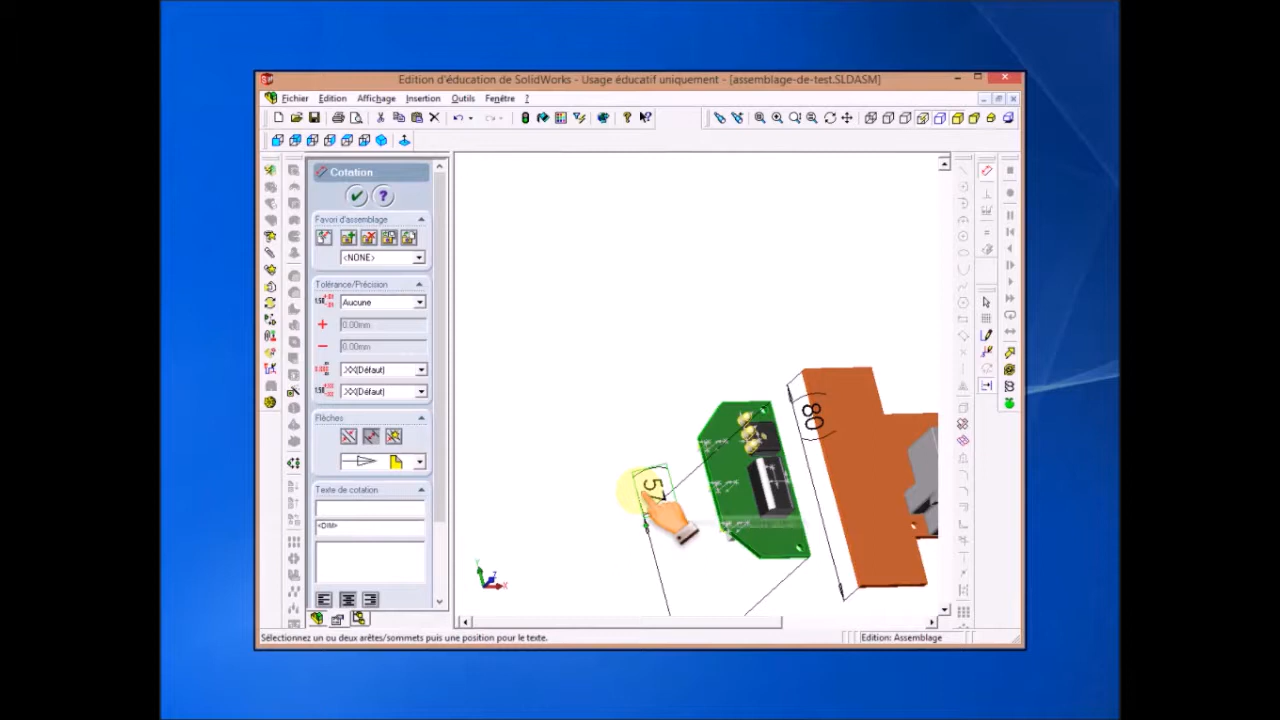 Edition d'éducation de SolidWorks - Usage éducatif uniquement - [assemblage-de-test.SLDASM]
Fichier Edition Affichage Insertion Outils Fenêtre ?
Cotation
Favori d'assemblage
<NONE>
Tolérance/Précision
Aucune
0.00mm
0.00mm
.XX(Défaut)
.XX(Défaut)
Flèches
Texte de cotation
<DIM>
80
57
Sélectionnez un ou deux arêtes/sommets puis une position pour le texte.
Edition: Assemblage